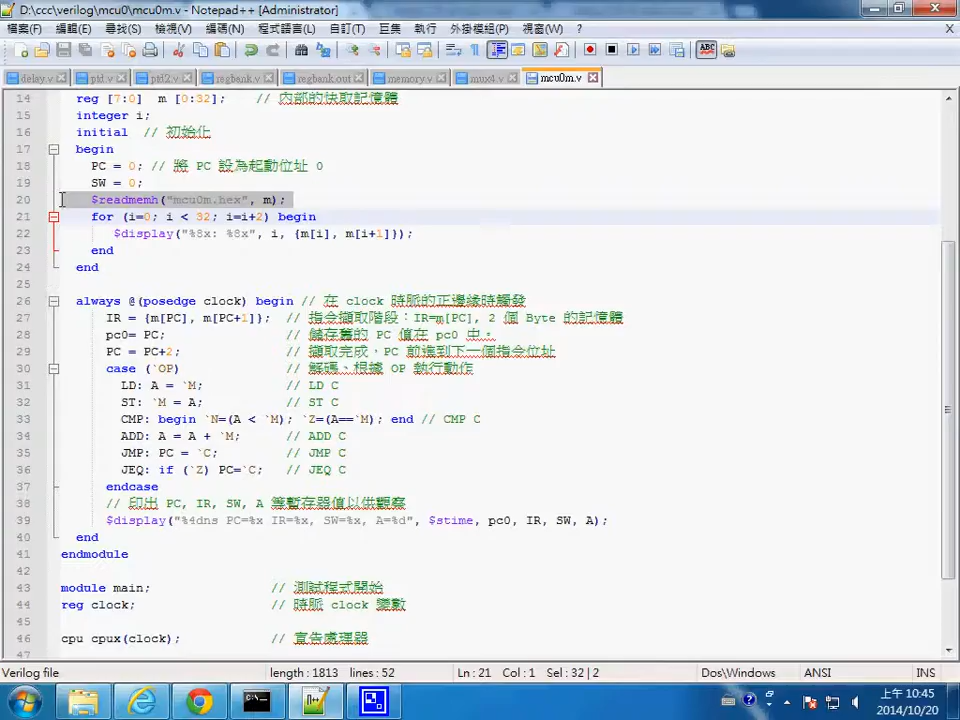 D:\ccc\verilog\mcu0\mcu0m.v - Notepad++ [Administrator]
檔案(F) 編輯(E) 尋找(S) 檢視(V) 編碼(N) 程式語言(L) 自訂(T) 巨集 執行 外掛模組(P) 視窗(W) ? X
delay.v ptd.v ptd2.v regbank.v regbank.out memory.v mux4.v mcu0m.v
14 reg [7:0] m [0:32]; // 內部的快取記憶體
15 integer i;
16 initial // 初始化
17 begin
18 PC = 0; // 將 PC 設為起動位址 0
19 SW = 0;
20 $readmemh("mcu0m.hex", m);
21 for (i=0; i < 32; i=i+2) begin
22 $display("%8x: %8x", i, {m[i], m[i+1]});
23 end
24 end
25
26 always @(posedge clock) begin // 在 clock 時脈的正邊緣時觸發
27 IR = {m[PC], m[PC+1]}; // 指令擷取階段：IR=m[PC], 2 個 Byte 的記憶體
28 pc0= PC; // 儲存舊的 PC 值在 pc0 中。
29 PC = PC+2; // 擷取完成，PC 前進到下一個指令位址
30 case (`OP) // 解碼、根據 OP 執行動作
31 LD: A = `M; // LD C
32 ST: `M = A; // ST C
33 CMP: begin `N=(A < `M); `Z=(A==`M); end // CMP C
34 ADD: A = A + `M; // ADD C
35 JMP: PC = `C; // JMP C
36 JEQ: if (`Z) PC=`C; // JEQ C
37 endcase
38 // 印出 PC, IR, SW, A 等暫存器值以供觀察
39 $display("%4dns PC=%x IR=%x, SW=%x, A=%d", $stime, pc0, IR, SW, A);
40 end
41 endmodule
42
43 module main; // 測試程式開始
44 reg clock; // 時脈 clock 變數
45
46 cpu cpux(clock); // 宣告處理器
47
Verilog file length : 1813 lines : 52 Ln : 21 Col : 1 Sel : 32 | 2 Dos\Windows ANSI INS
上午 10:45
2014/10/20